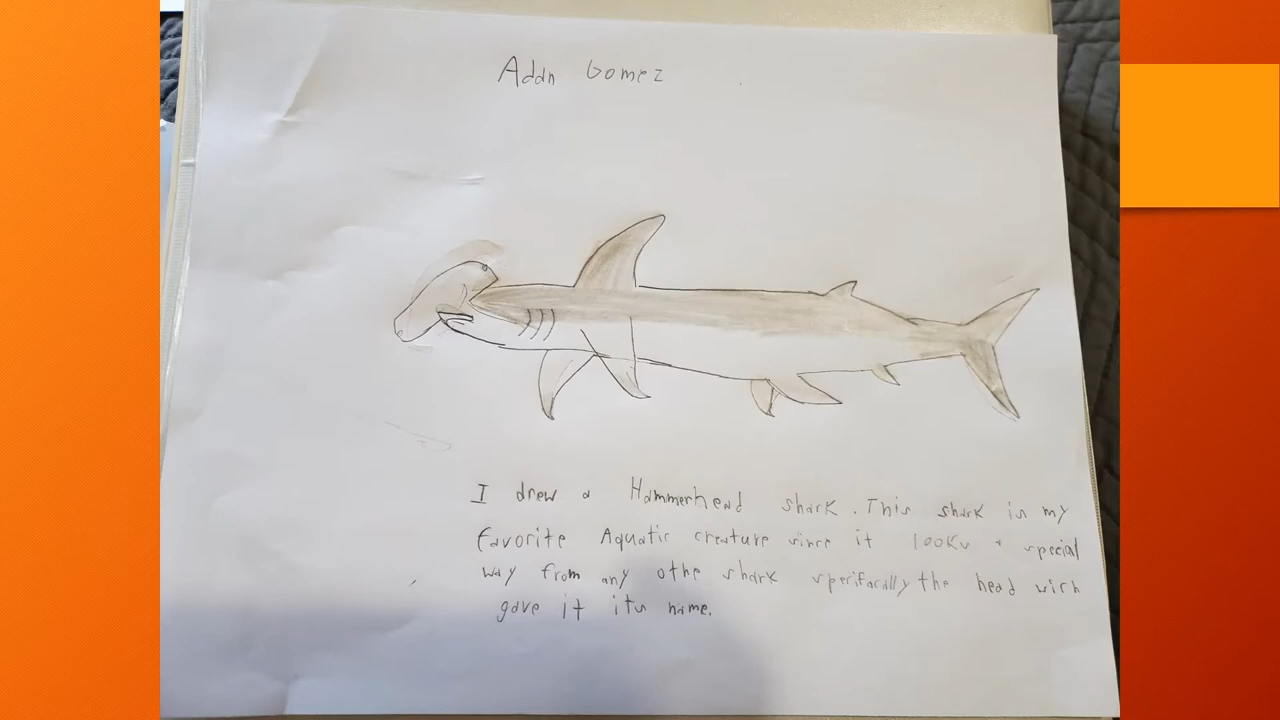 Adan Gomez
I drew a Hammerhead shark. This shark is my
favorite Aquatic creature since it looks a special
way from any othe shark specifacally the head wich
gave it its name.